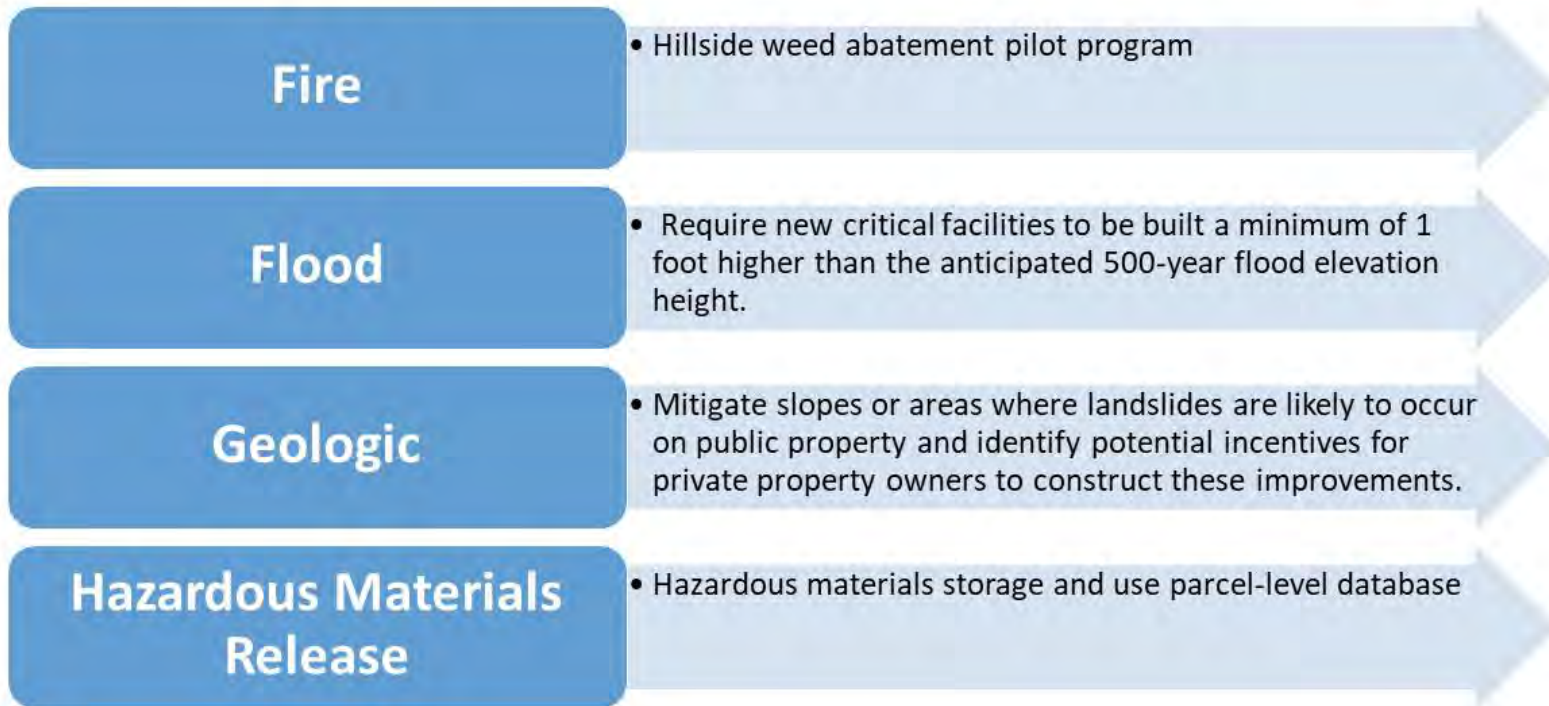 Fire
• Hillside weed abatement pilot program
Flood
• Require new critical facilities to be built a minimum of 1
foot higher than the anticipated 500-year flood elevation
height.
Geologic
• Mitigate slopes or areas where landslides are likely to occur
on public property and identify potential incentives for
private property owners to construct these improvements.
Hazardous Materials
Release
• Hazardous materials storage and use parcel-level database